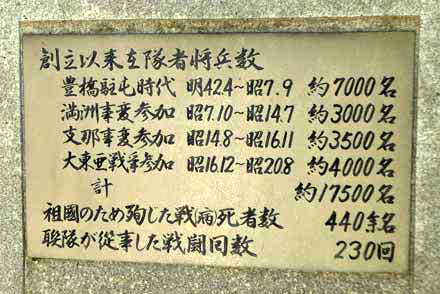 創立以来在隊者将兵数
豊橋駐屯時代 明42.4~昭7.9 約7000名
満洲事変参加 昭7.10~昭14.7 約3000名
支那事変参加 昭14.8~昭16.11 約3500名
大東亜戦争参加 昭16.12~昭20.8 約4000名
計 約17500名
祖國のため殉じた戦病死者数 440余名
聯隊が従事した戦闘回数 230回